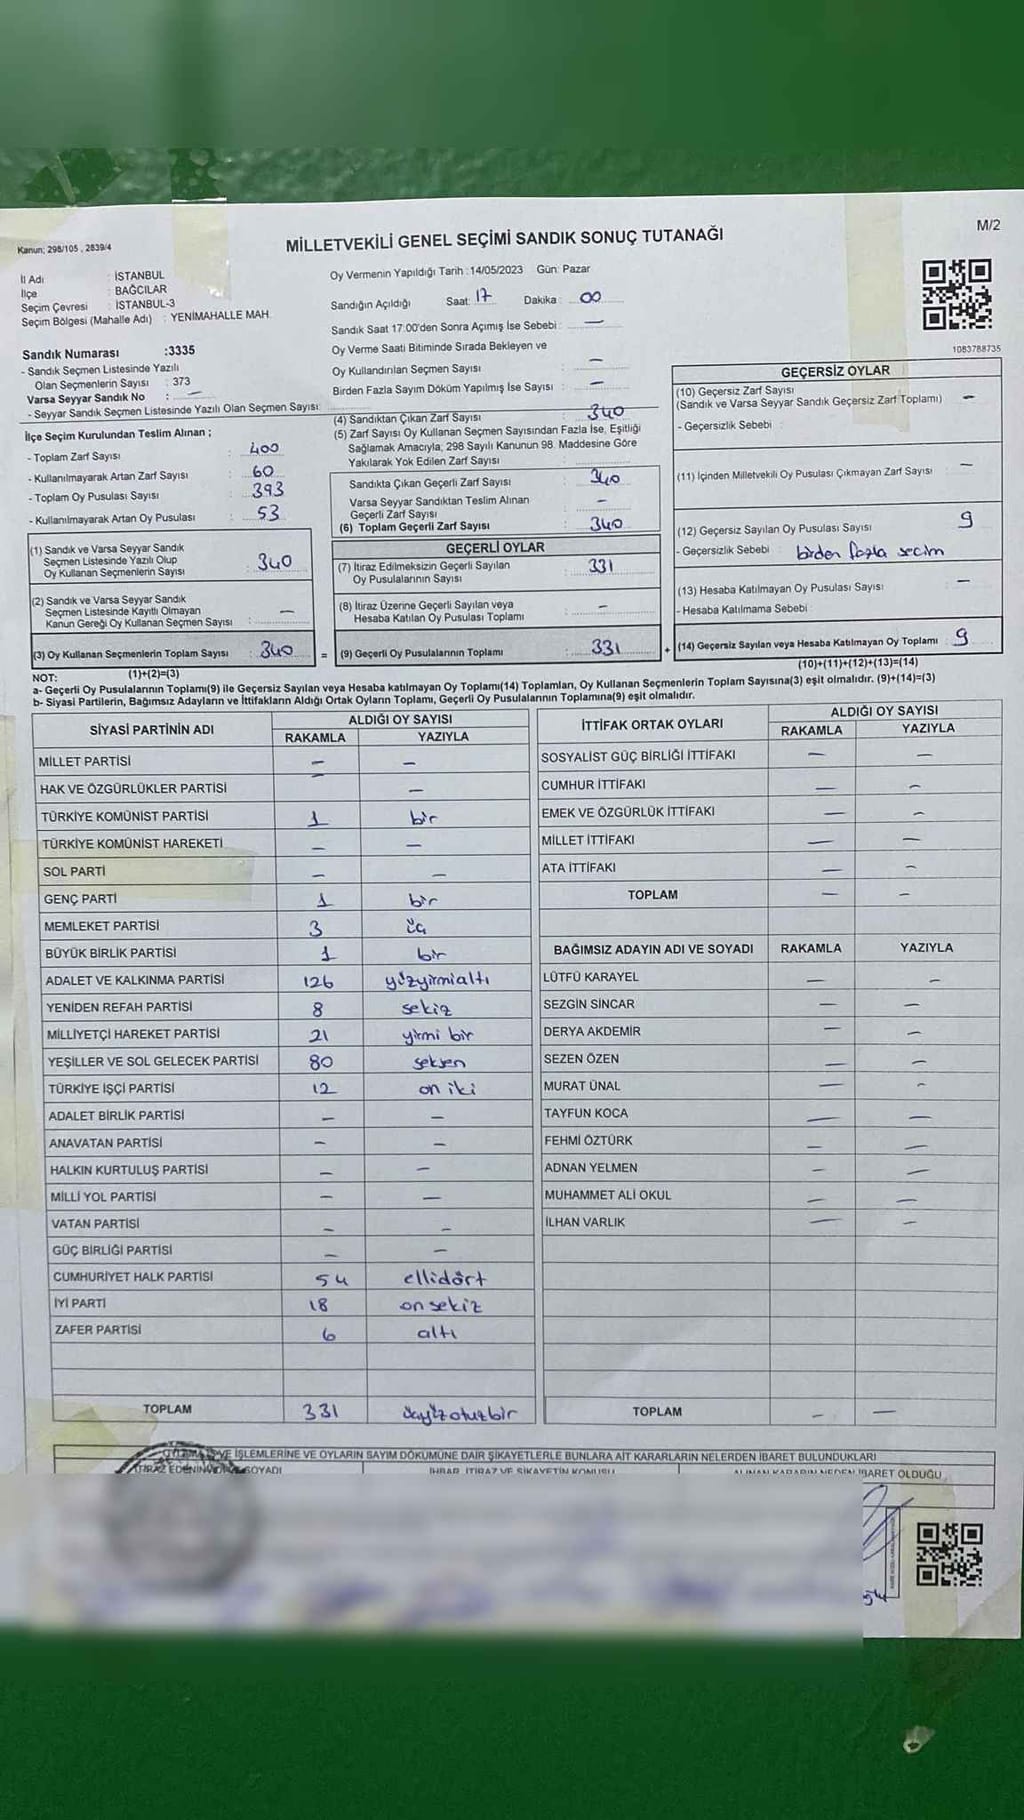 Kanun: 298/105 , 2839/4
MİLLETVEKİLİ GENEL SEÇİMİ SANDIK SONUÇ TUTANAĞI
M/2
İl Adı : İSTANBUL
İlçe : BAĞCILAR
Seçim Çevresi : İSTANBUL-3
Seçim Bölgesi (Mahalle Adı) : YENİMAHALLE MAH.
Oy Vermenin Yapıldığı Tarih :14/05/2023 Gün: Pazar
Sandığın Açıldığı Saat: 17 Dakika : 00
Sandık Saat 17:00'den Sonra Açımış İse Sebebi : —
Oy Verme Saati Bitiminde Sırada Bekleyen ve
Oy Kullandırılan Seçmen Sayısı : —
Birden Fazla Sayım Döküm Yapılmış İse Sayısı : —
1083788735
Sandık Numarası :3335
- Sandık Seçmen Listesinde Yazılı
Olan Seçmenlerin Sayısı : 373
Varsa Seyyar Sandık No : —
- Seyyar Sandık Seçmen Listesinde Yazılı Olan Seçmen Sayısı:
İlçe Seçim Kurulundan Teslim Alınan ;
- Toplam Zarf Sayısı : 400
- Kullanılmayarak Artan Zarf Sayısı : 60
- Toplam Oy Pusulası Sayısı : 393
- Kullanılmayarak Artan Oy Pusulası : 53
(1) Sandık ve Varsa Seyyar Sandık
Seçmen Listesinde Yazılı Olup
Oy Kullanan Seçmenlerin Sayısı : 340
(2) Sandık ve Varsa Seyyar Sandık
Seçmen Listesinde Kayıtlı Olmayan
Kanun Gereği Oy Kullanan Seçmen Sayısı : —
(3) Oy Kullanan Seçmenlerin Toplam Sayısı : 340
(1)+(2)=(3)
(4) Sandıktan Çıkan Zarf Sayısı : 340
(5) Zarf Sayısı Oy Kullanan Seçmen Sayısından Fazla İse, Eşitliği
Sağlamak Amacıyla; 298 Sayılı Kanunun 98. Maddesine Göre
Yakılarak Yok Edilen Zarf Sayısı :
Sandıkta Çıkan Geçerli Zarf Sayısı : 340
Varsa Seyyar Sandıktan Teslim Alınan
Geçerli Zarf Sayısı : —
(6) Toplam Geçerli Zarf Sayısı : 340
GEÇERLİ OYLAR
(7) İtiraz Edilmeksizin Geçerli Sayılan
Oy Pusulalarının Sayısı : 331
(8) İtiraz Üzerine Geçerli Sayılan veya
Hesaba Katılan Oy Pusulası Toplamı : —
= (9) Geçerli Oy Pusulalarının Toplamı : 331
GEÇERSİZ OYLAR
(10) Geçersiz Zarf Sayısı
(Sandık ve Varsa Seyyar Sandık Geçersiz Zarf Toplamı) : —
- Geçersizlik Sebebi :
(11) İçinden Milletvekili Oy Pusulası Çıkmayan Zarf Sayısı : —
(12) Geçersiz Sayılan Oy Pusulası Sayısı : 9
- Geçersizlik Sebebi : birden fazla secim
(13) Hesaba Katılmayan Oy Pusulası Sayısı : —
- Hesaba Katılmama Sebebi :
+ (14) Geçersiz Sayılan veya Hesaba Katılmayan Oy Toplamı : 9
(10)+(11)+(12)+(13)=(14)
NOT:
a- Geçerli Oy Pusulalarının Toplamı(9) ile Geçersiz Sayılan veya Hesaba katılmayan Oy Toplamı(14) Toplamları, Oy Kullanan Seçmenlerin Toplam Sayısına(3) eşit olmalıdır. (9)+(14)=(3)
b- Siyasi Partilerin, Bağımsız Adayların ve İttifakların Aldığı Ortak Oyların Toplamı, Geçerli Oy Pusulalarının Toplamına(9) eşit olmalıdır.
SİYASİ PARTİNİN ADI ALDIĞI OY SAYISI
RAKAMLA YAZIYLA
MİLLET PARTİSİ — —
HAK VE ÖZGÜRLÜKLER PARTİSİ — —
TÜRKİYE KOMÜNİST PARTİSİ 1 bir
TÜRKİYE KOMÜNİST HAREKETİ — —
SOL PARTİ — —
GENÇ PARTİ 1 bir
MEMLEKET PARTİSİ 3 üç
BÜYÜK BİRLİK PARTİSİ 1 bir
ADALET VE KALKINMA PARTİSİ 126 yüzyirmialtı
YENİDEN REFAH PARTİSİ 8 sekiz
MİLLİYETÇİ HAREKET PARTİSİ 21 yirmi bir
YEŞİLLER VE SOL GELECEK PARTİSİ 80 seksen
TÜRKİYE İŞÇİ PARTİSİ 12 on iki
ADALET BİRLİK PARTİSİ — —
ANAVATAN PARTİSİ — —
HALKIN KURTULUŞ PARTİSİ — —
MİLLİ YOL PARTİSİ — —
VATAN PARTİSİ — —
GÜÇ BİRLİĞİ PARTİSİ — —
CUMHURİYET HALK PARTİSİ 54 ellidört
İYİ PARTİ 18 on sekiz
ZAFER PARTİSİ 6 altı
TOPLAM 331 üçyüzotuzbir
İTTİFAK ORTAK OYLARI ALDIĞI OY SAYISI
RAKAMLA YAZIYLA
SOSYALİST GÜÇ BİRLİĞİ İTTİFAKI — —
CUMHUR İTTİFAKI — —
EMEK VE ÖZGÜRLÜK İTTİFAKI — —
MİLLET İTTİFAKI — —
ATA İTTİFAKI — —
TOPLAM — —
BAĞIMSIZ ADAYIN ADI VE SOYADI RAKAMLA YAZIYLA
LÜTFÜ KARAYEL — —
SEZGİN SİNCAR — —
DERYA AKDEMİR — —
SEZEN ÖZEN — —
MURAT ÜNAL — —
TAYFUN KOCA — —
FEHMİ ÖZTÜRK — —
ADNAN YELMEN — —
MUHAMMET ALİ OKUL — —
İLHAN VARLIK — —
TOPLAM — —
İŞLEMLERİNE VE OYLARIN SAYIM DÖKÜMÜNE DAİR ŞİKAYETLERLE BUNLARA AİT KARARLARIN NELERDEN İBARET BULUNDUKLARI
İTİRAZ EDENİN SOYADI İHBAR, İTİRAZ VE ŞİKAYETİN KONUSU ALINAN KARARIN NEDEN İBARET OLDUĞU